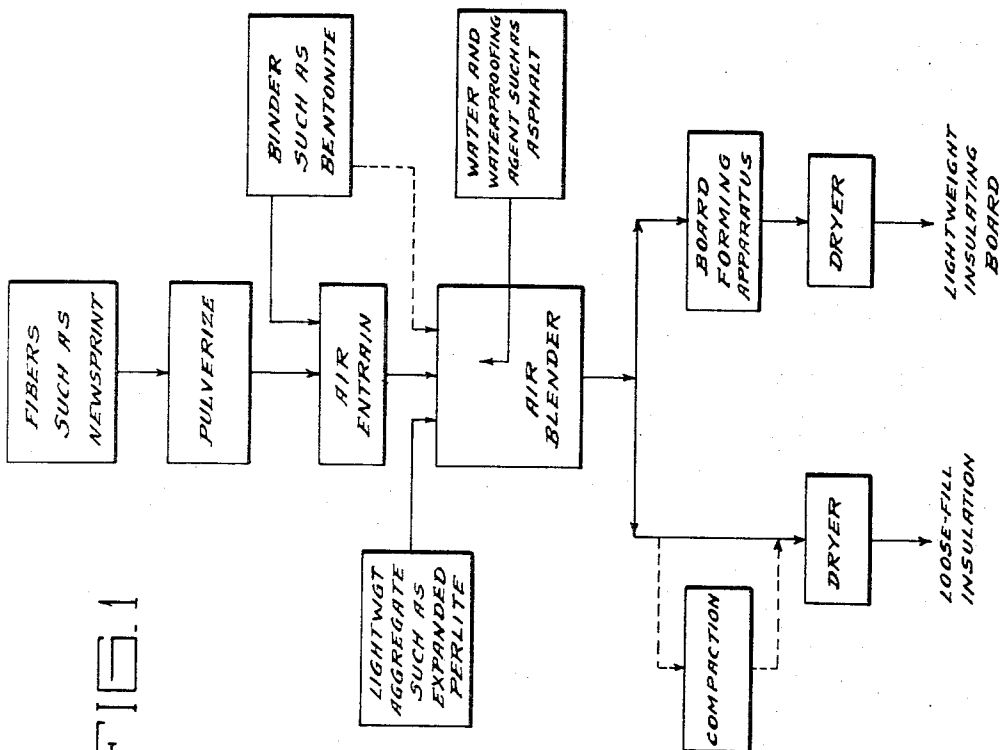 FIG. 1
FIBERS
SUCH AS
NEWSPRINT
PULVERIZE
BINDER
SUCH AS
BENTONITE
AIR
ENTRAIN
LIGHTWGT
AGGREGATE
SUCH AS
EXPANDED
PERLITE
AIR
BLENDER
WATER AND
WATERPROOFING
AGENT SUCH AS
ASPHALT
COMPACTION
DRYER
LOOSE-FILL
INSULATION
BOARD
FORMING
APPARATUS
DRYER
LIGHTWEIGHT
INSULATING
BOARD